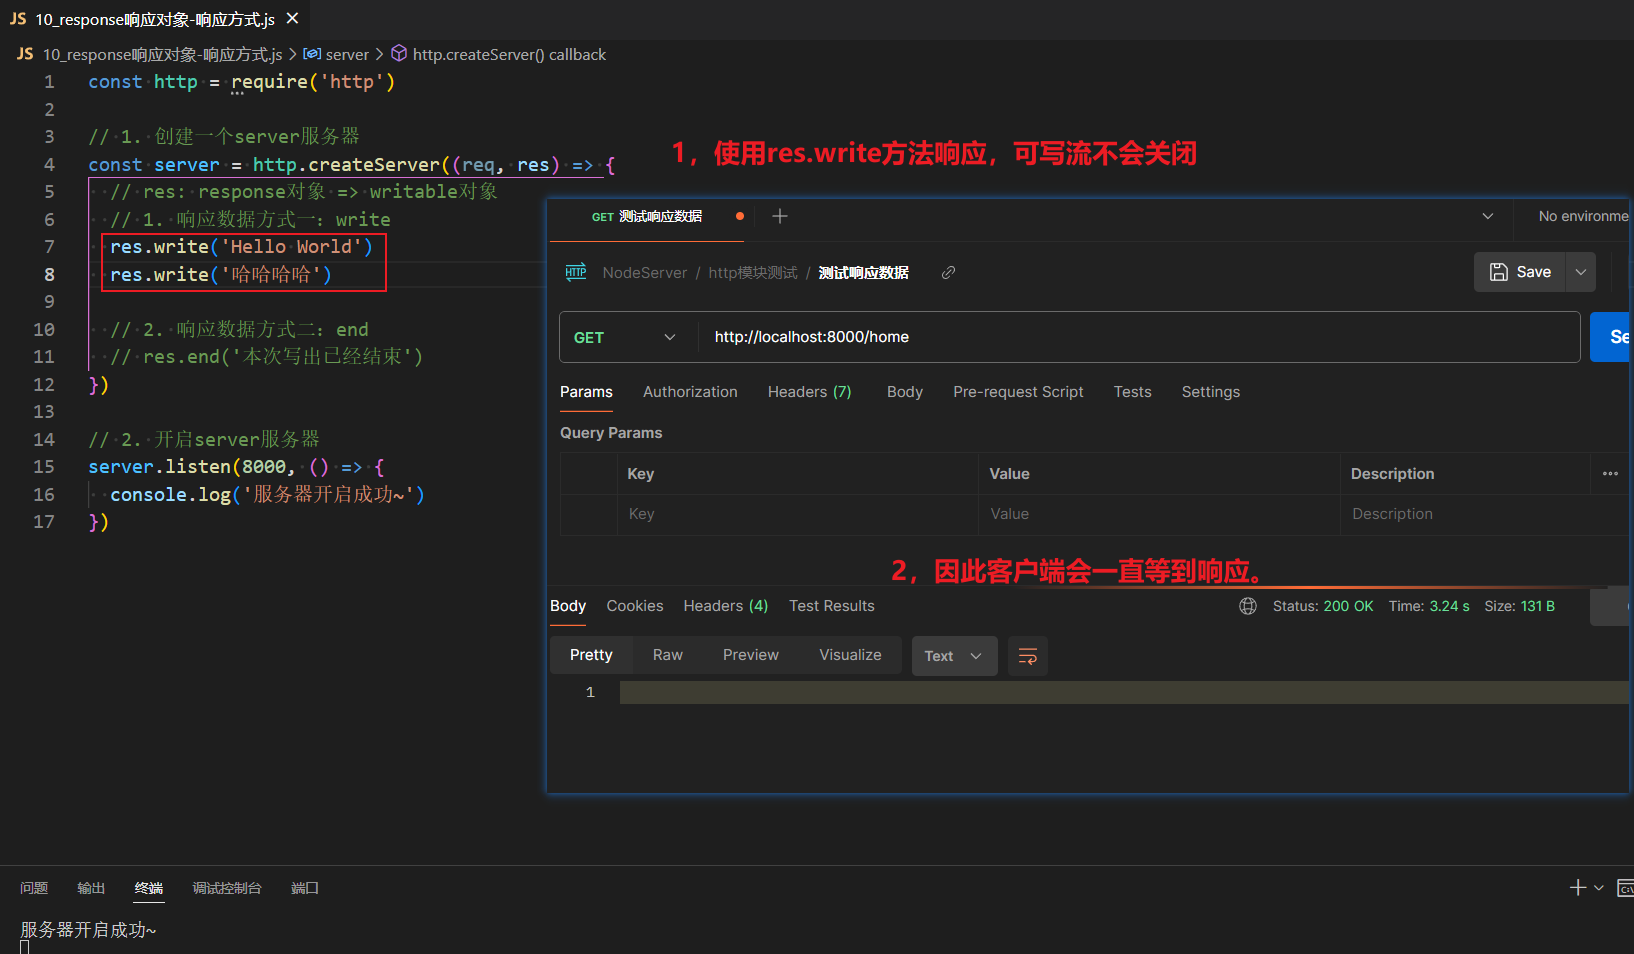 JS 10_response响应对象-响应方式.js
JS 10_response响应对象-响应方式.js > server > http.createServer() callback
1 const http = require('http')
2
3 // 1. 创建一个server服务器
4 const server = http.createServer((req, res) => {
5 // res: response对象 => writable对象
6 // 1. 响应数据方式一: write
7 res.write('Hello World')
8 res.write('哈哈哈哈')
9
10 // 2. 响应数据方式二: end
11 // res.end('本次写出已经结束')
12 })
13
14 // 2. 开启server服务器
15 server.listen(8000, () => {
16 console.log('服务器开启成功~')
17 })
1，使用res.write方法响应，可写流不会关闭
GET 测试响应数据
No environme
HTTP NodeServer / http模块测试 / 测试响应数据
Save
GET http://localhost:8000/home
Se
Params Authorization Headers (7) Body Pre-request Script Tests Settings
Query Params
Key Value Description
Key Value Description
2，因此客户端会一直等到响应。
Body Cookies Headers (4) Test Results Status: 200 OK Time: 3.24 s Size: 131 B
Pretty Raw Preview Visualize Text
1
问题 输出 终端 调试控制台 端口
服务器开启成功~